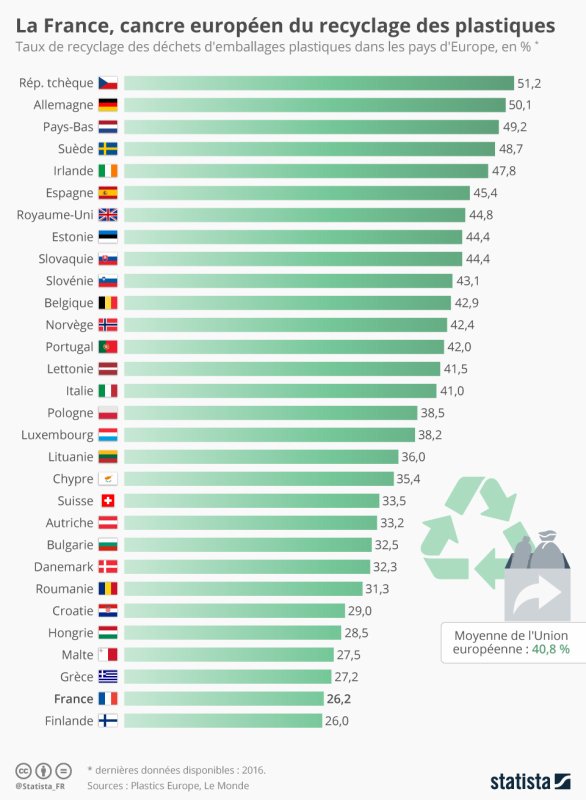 La France, cancre européen du recyclage des plastiques
Taux de recyclage des déchets d'emballages plastiques dans les pays d'Europe, en % *
Rép. tchèque 51,2
Allemagne 50,1
Pays-Bas 49,2
Suède 48,7
Irlande 47,8
Espagne 45,4
Royaume-Uni 44,8
Estonie 44,4
Slovaquie 44,4
Slovénie 43,1
Belgique 42,9
Norvège 42,4
Portugal 42,0
Lettonie 41,5
Italie 41,0
Pologne 38,5
Luxembourg 38,2
Lituanie 36,0
Chypre 35,4
Suisse 33,5
Autriche 33,2
Bulgarie 32,5
Danemark 32,3
Roumanie 31,3
Croatie 29,0
Hongrie 28,5
Malte 27,5
Grèce 27,2
France 26,2
Finlande 26,0
Moyenne de l'Union
européenne : 40,8 %
* dernières données disponibles : 2016.
@Statista_FR Sources : Plastics Europe, Le Monde
statista